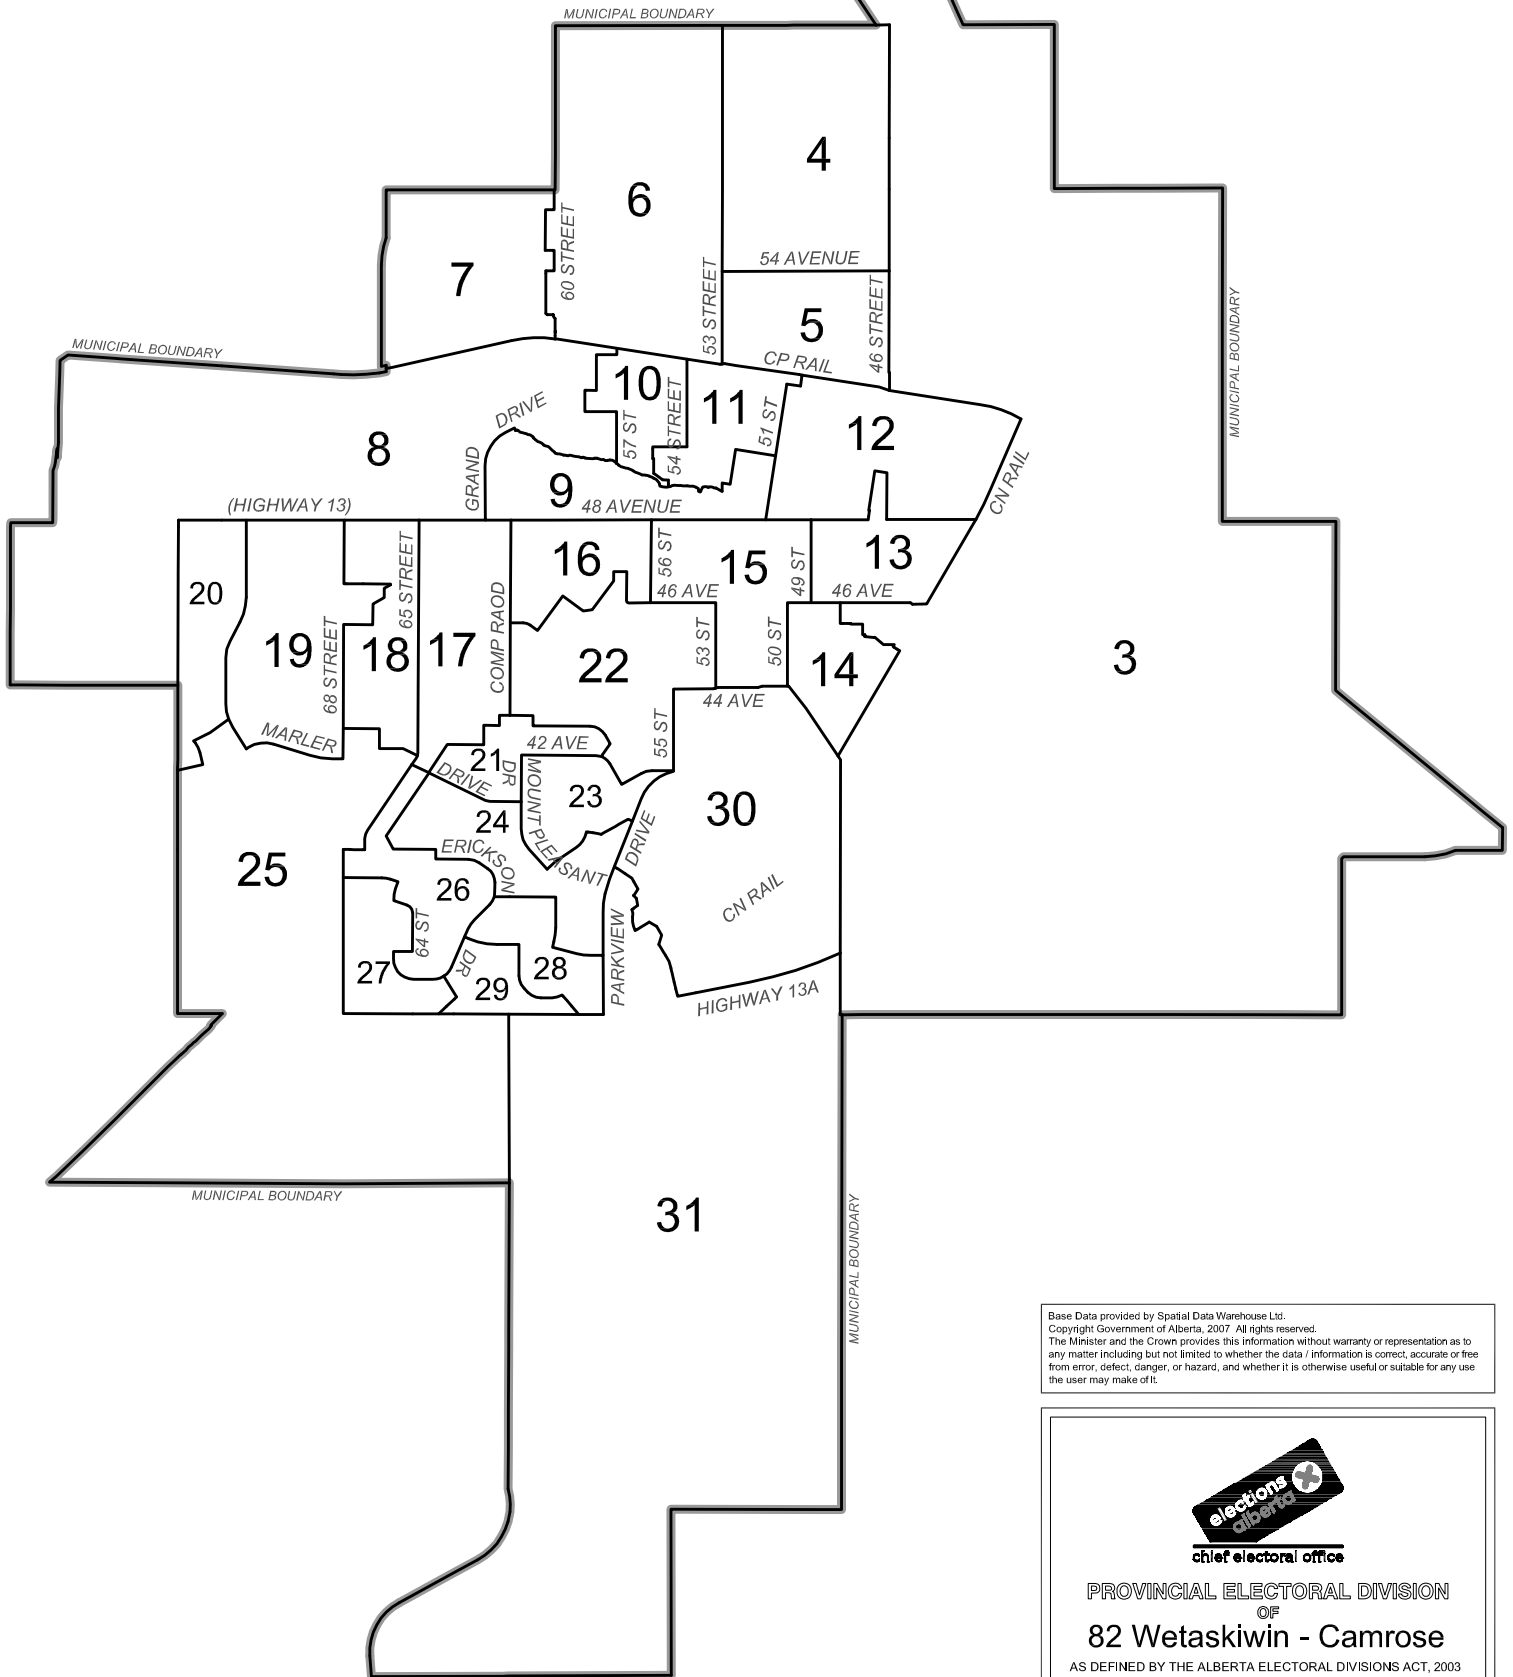 MUNICIPAL BOUNDARY
4
6
60 STREET
54 AVENUE
7
53 STREET
46 STREET
5
MUNICIPAL BOUNDARY
MUNICIPAL BOUNDARY
CP RAIL
10
54 STREET
11
DRIVE
51 ST
57 ST
12
8
GRAND
CN RAIL
9
(HIGHWAY 13)
48 AVENUE
65 STREET
56 ST
16
15
49 ST
13
20
COMP RAOD
46 AVE
46 AVE
19
68 STREET
18
17
22
53 ST
50 ST
14
3
44 AVE
MARLER
55 ST
42 AVE
21
DR
DRIVE
MOUNT PLEASANT
23
30
24
DRIVE
ERICKSON
25
26
CN RAIL
64 ST
PARKVIEW
27
DR
28
29
HIGHWAY 13A
MUNICIPAL BOUNDARY
31
MUNICIPAL BOUNDARY
Base Data provided by Spatial Data Warehouse Ltd.
Copyright Government of Alberta, 2007 All rights reserved.
The Minister and the Crown provides this information without warranty or representation as to
any matter including but not limited to whether the data / information is correct, accurate or free
from error, defect, danger, or hazard, and whether it is otherwise useful or suitable for any use
the user may make of it.
elections
alberta
chief electoral office
PROVINCIAL ELECTORAL DIVISION
OF
82 Wetaskiwin - Camrose
AS DEFINED BY THE ALBERTA ELECTORAL DIVISIONS ACT, 2003